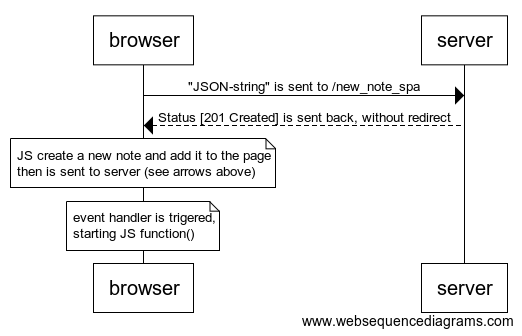 browser
server
"JSON-string" is sent to /new_note_spa
Status [201 Created] is sent back, without redirect
JS create a new note and add it to the page
then is sent to server (see arrows above)
event handler is trigered,
starting JS function()
browser
server
www.websequencediagrams.com